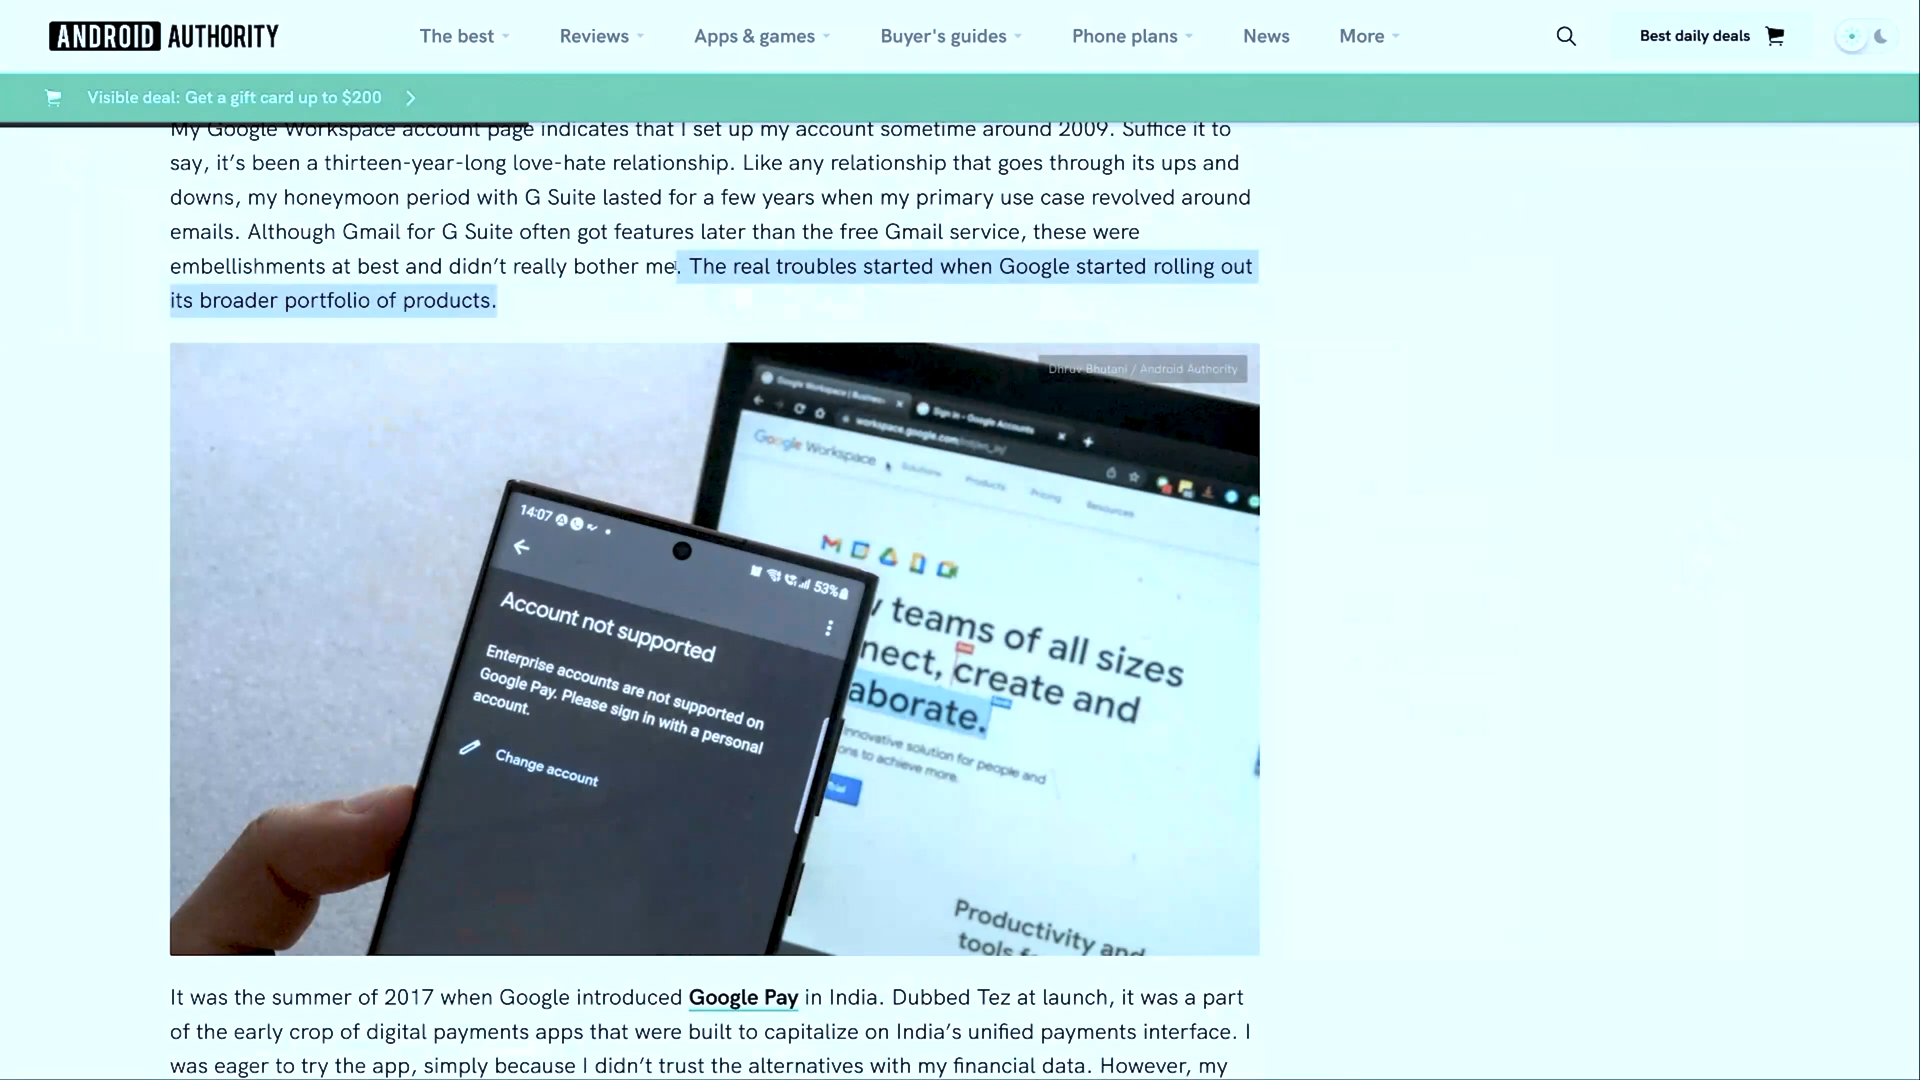 ANDROID AUTHORITY
The best
Reviews
Apps & games
Buyer's guides
Phone plans
News
More
Best daily deals
Visible deal: Get a gift card up to $200
My Google Workspace account page indicates that I set up my account sometime around 2009. Suffice it to
say, it’s been a thirteen-year-long love-hate relationship. Like any relationship that goes through its ups and
downs, my honeymoon period with G Suite lasted for a few years when my primary use case revolved around
emails. Although Gmail for G Suite often got features later than the free Gmail service, these were
embellishments at best and didn’t really bother me. The real troubles started when Google started rolling out
its broader portfolio of products.
Dhruv Bhutani / Android Authority
Google Workspace | Business
Sign in - Google Accounts
workspace.google.com
Google Workspace
Solutions
Products
Pricing
Resources
y teams of all sizes
nnect, create and
aborate.
innovative solution for people and
ons to achieve more.
Productivity and
tools
14:07
53%
Account not supported
Enterprise accounts are not supported on
Google Pay. Please sign in with a personal
account.
Change account
It was the summer of 2017 when Google introduced Google Pay in India. Dubbed Tez at launch, it was a part
of the early crop of digital payments apps that were built to capitalize on India’s unified payments interface. I
was eager to try the app, simply because I didn’t trust the alternatives with my financial data. However, my